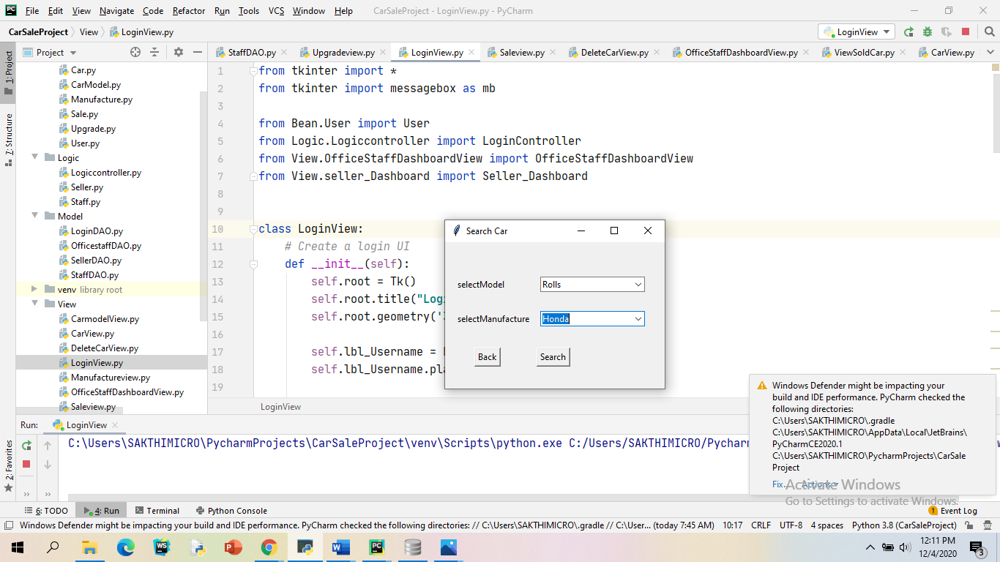 File Edit View Navigate Code Refactor Run Tools VCS Window Help CarSaleProject - LoginView.py - PyCharm
CarSaleProject View LoginView.py LoginView
Project StaffDAO.py Upgradeview.py LoginView.py Saleview.py DeleteCarView.py OfficeStaffDashboardView.py ViewSoldCar.py CarView.py
1: Project
7: Structure
2: Favorites
Car.py
CarModel.py
Manufacture.py
Sale.py
Upgrade.py
User.py
Logic
Logiccontroller.py
Seller.py
Staff.py
Model
LoginDAO.py
OfficestaffDAO.py
SellerDAO.py
StaffDAO.py
venv library root
View
CarmodelView.py
CarView.py
DeleteCarView.py
LoginView.py
Manufactureview.py
OfficeStaffDashboardView.py
Saleview.py
1 from tkinter import *
2 from tkinter import messagebox as mb
3
4 from Bean.User import User
5 from Logic.Logiccontroller import LoginController
6 from View.OfficeStaffDashboardView import OfficeStaffDashboardView
7 from View.seller_Dashboard import Seller_Dashboard
8
9
10 class LoginView:
11 # Create a login UI
12 def __init__(self):
13 self.root = Tk()
14 self.root.title("Logi
15 self.root.geometry('
16
17 self.lbl_Username =
18 self.lbl_Username.pla
19
LoginView
Search Car
selectModel Rolls
selectManufacture Honda
Back Search
Run: LoginView
C:\Users\SAKTHIMICRO\PycharmProjects\CarSaleProject\venv\Scripts\python.exe C:/Users/SAKTHIMICRO/Pycharm
Windows Defender might be impacting your
build and IDE performance. PyCharm checked the
following directories:
C:\Users\SAKTHIMICRO\.gradle
C:\Users\SAKTHIMICRO\AppData\Local\JetBrains\
PyCharmCE2020.1
C:\Users\SAKTHIMICRO\PycharmProjects\CarSale
Project
Fix... Actions
Activate Windows
Go to Settings to activate Windows.
6: TODO 4: Run Terminal Python Console 1 Event Log
Windows Defender might be impacting your build and IDE performance. PyCharm checked the following directories: // C:\Users\SAKTHIMICRO\.gradle // C:\User... (today 7:45 AM) 10:17 CRLF UTF-8 4 spaces Python 3.8 (CarSaleProject)
12:11 PM
12/4/2020
3